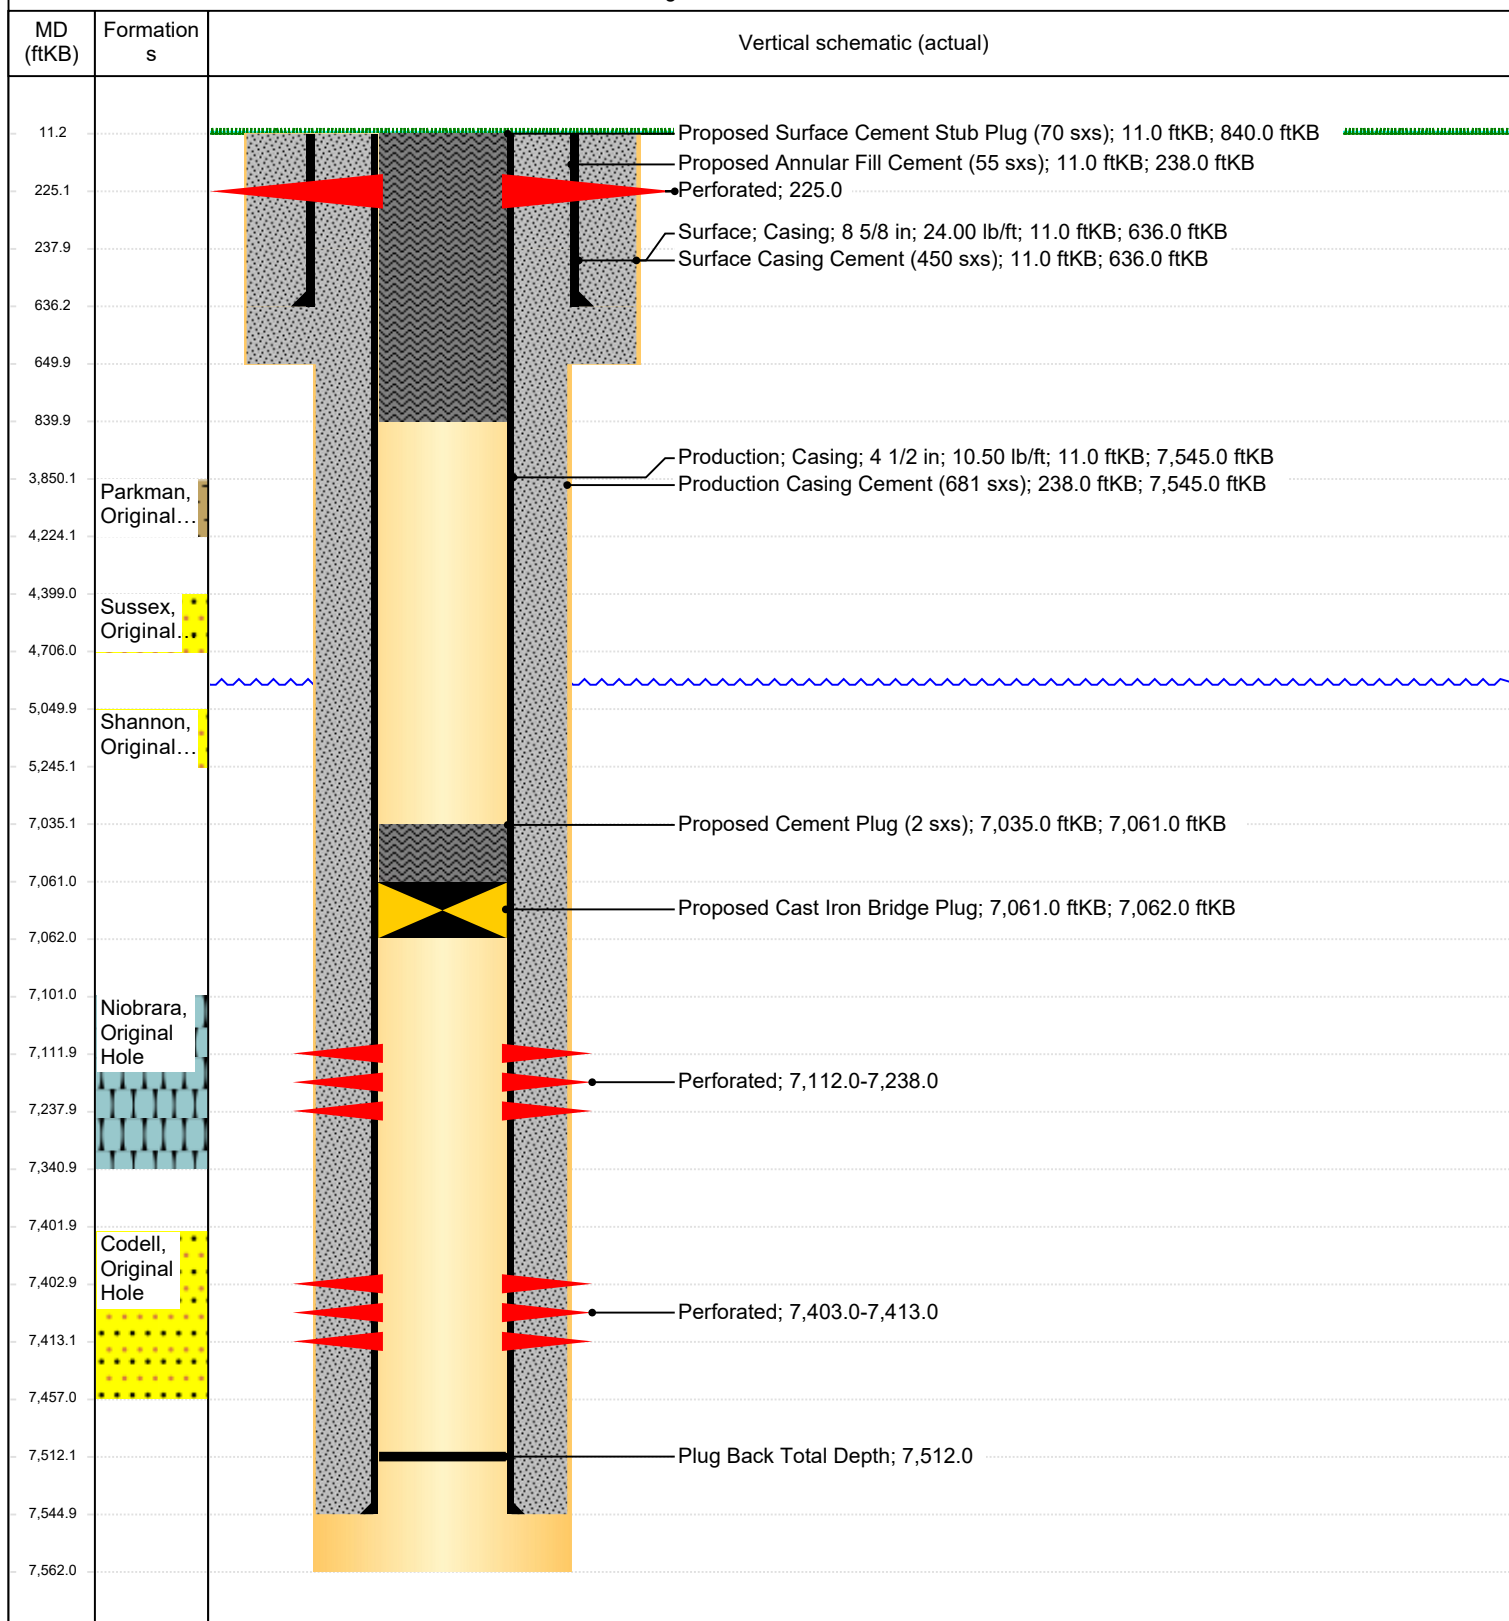 MD
(ftKB)
Formation
s
Vertical schematic (actual)
11.2
Proposed Surface Cement Stub Plug (70 sxs); 11.0 ftKB; 840.0 ftKB
Proposed Annular Fill Cement (55 sxs); 11.0 ftKB; 238.0 ftKB
225.1
Perforated; 225.0
Surface; Casing; 8 5/8 in; 24.00 lb/ft; 11.0 ftKB; 636.0 ftKB
237.9
Surface Casing Cement (450 sxs); 11.0 ftKB; 636.0 ftKB
636.2
649.9
839.9
Production; Casing; 4 1/2 in; 10.50 lb/ft; 11.0 ftKB; 7,545.0 ftKB
3,850.1
Production Casing Cement (681 sxs); 238.0 ftKB; 7,545.0 ftKB
Parkman,
Original...
4,224.1
4,399.0
Sussex,
Original...
4,706.0
5,049.9
Shannon,
Original...
5,245.1
7,035.1
Proposed Cement Plug (2 sxs); 7,035.0 ftKB; 7,061.0 ftKB
7,061.0
Proposed Cast Iron Bridge Plug; 7,061.0 ftKB; 7,062.0 ftKB
7,062.0
7,101.0
Niobrara,
Original
Hole
7,111.9
Perforated; 7,112.0-7,238.0
7,237.9
7,340.9
7,401.9
Codell,
Original
Hole
7,402.9
Perforated; 7,403.0-7,413.0
7,413.1
7,457.0
7,512.1
Plug Back Total Depth; 7,512.0
7,544.9
7,562.0